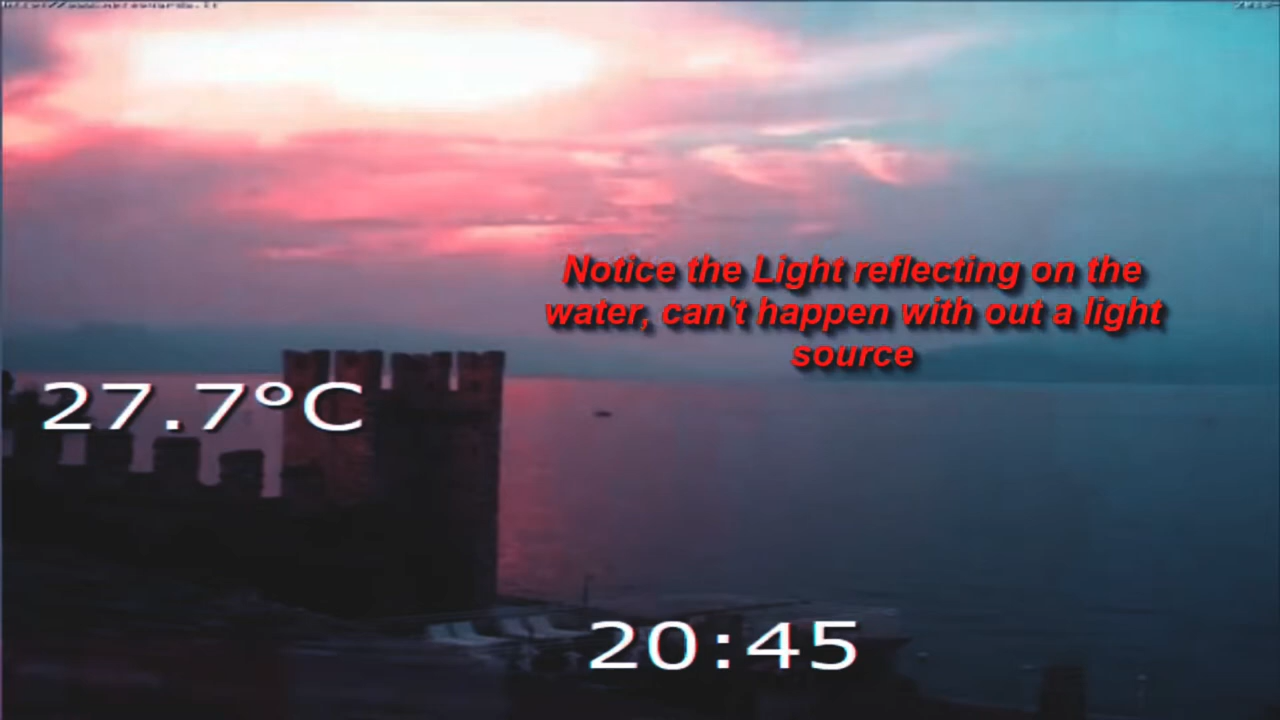 Notice the Light reflecting on the
water, can't happen with out a light
source
27.7°C
20:45